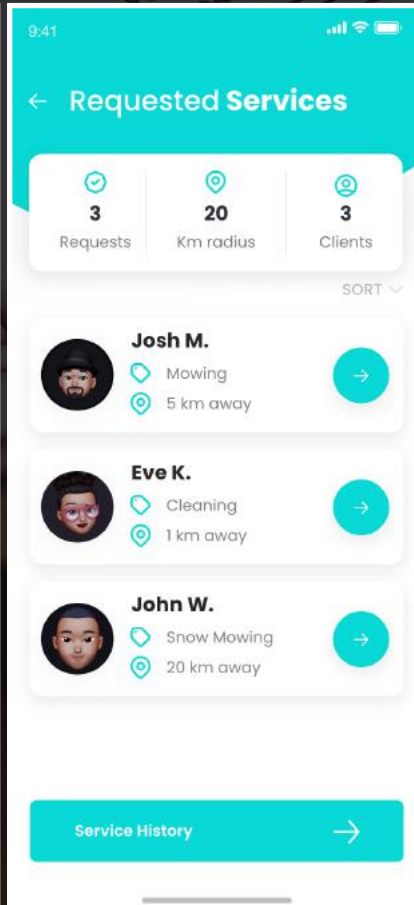 9:41
Requested Services
3
20
3
Requests
Km radius
Clients
SORT
Josh M.
Mowing
5 km away
Eve K.
Cleaning
1 km away
John W.
Snow Mowing
20 km away
Service History